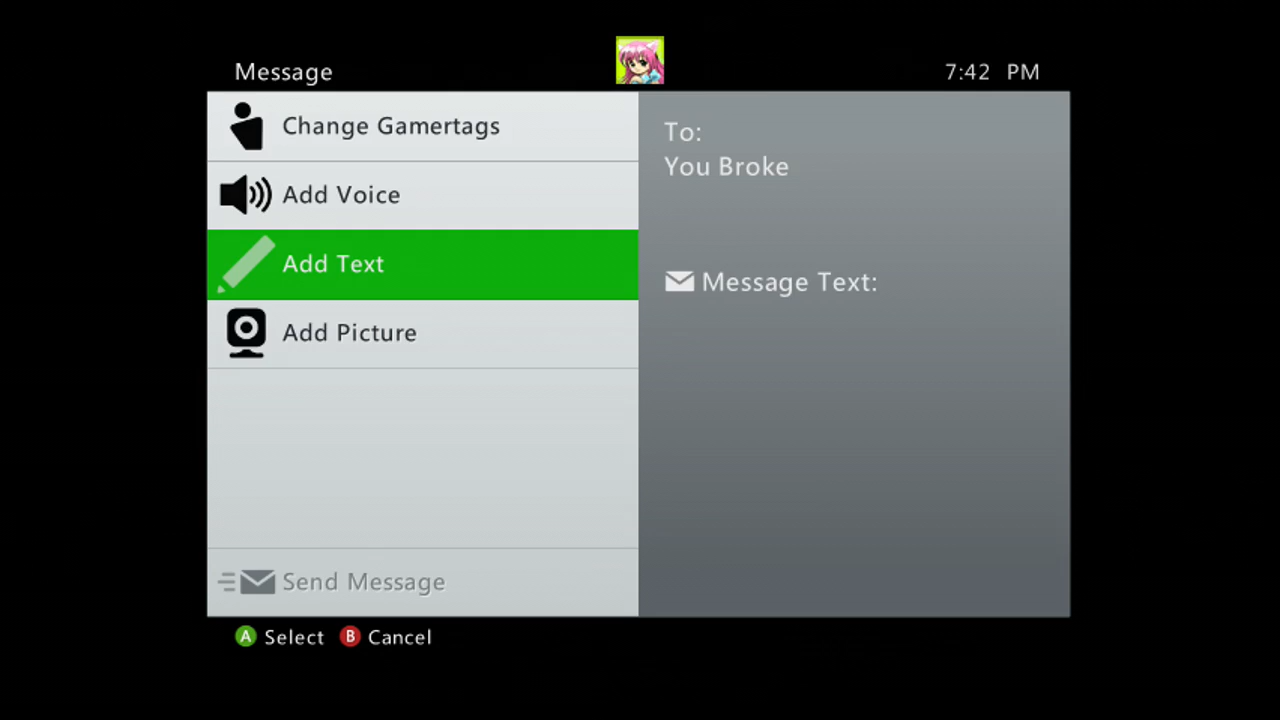 Message
7:42 PM
Change Gamertags
Add Voice
Add Text
Add Picture
Send Message
To:
You Broke
Message Text:
A Select B Cancel